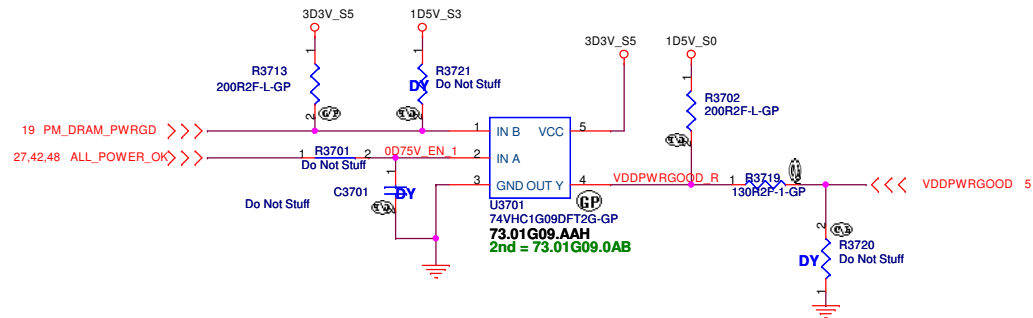 3D3V_S5 1D5V_S3
3D3V_S5 1D5V_S0
1
R3713
200R2F-L-GP
2
1
R3721
Do Not Stuff
DY
2
1
R3702
200R2F-L-GP
2
19 PM_DRAM_PWRGD
27,42,48 ALL_POWER_OK
1 R3701 2
Do Not Stuff
0D75V_EN_1
1
C3701
DY
Do Not Stuff
1 IN B VCC 5
2 IN A
3 GND OUT Y 4
GP
U3701
74VHC1G09DFT2G-GP
73.01G09.AAH
2nd = 73.01G09.0AB
VDDPWRGOOD_R
1 R3719
130R2F-1-GP
VDDPWRGOOD 5
2
R3720
Do Not Stuff
DY
1